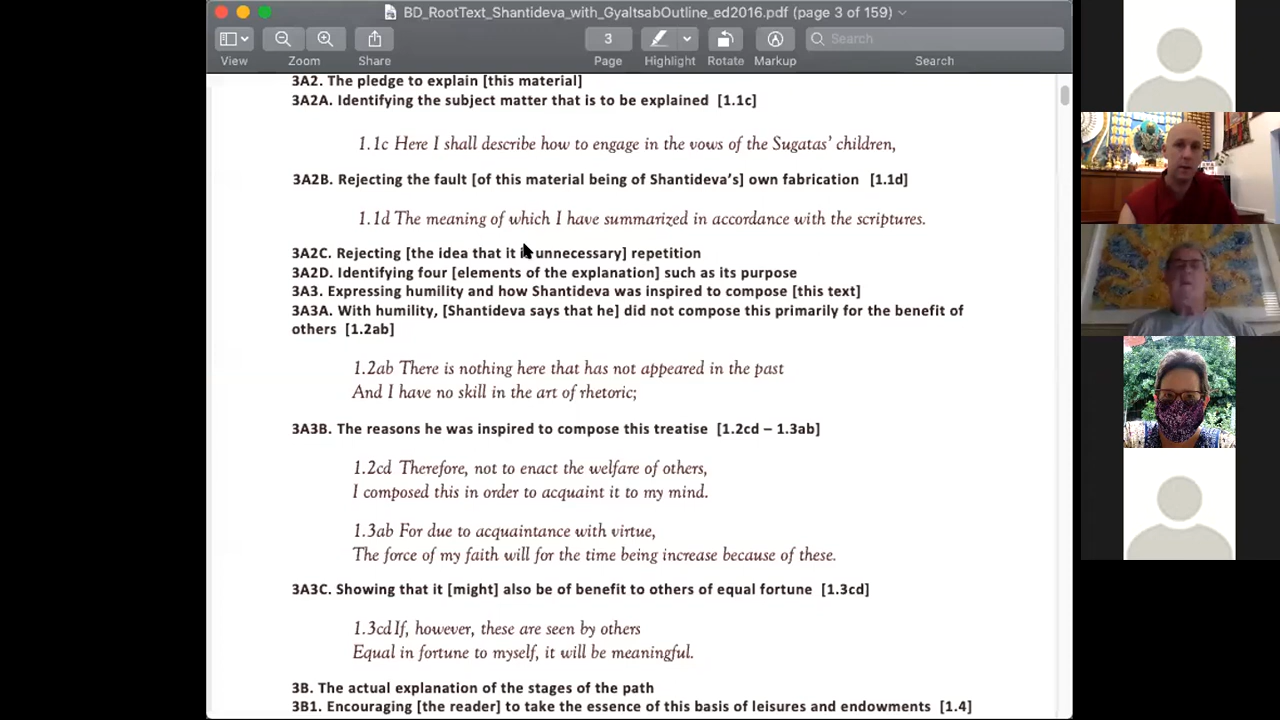 BD_RootText_Shantideva_with_GyaltsabOutline_ed2016.pdf (page 3 of 159)
3
Search
View
Zoom
Share
Page
Highlight
Rotate
Markup
Search
3A2. The pledge to explain [this material]
3A2A. Identifying the subject matter that is to be explained [1.1c]
1.1c Here I shall describe how to engage in the vows of the Sugatas' children,
3A2B. Rejecting the fault [of this material being of Shantideva's] own fabrication [1.1d]
1.1d The meaning of which I have summarized in accordance with the scriptures.
3A2C. Rejecting [the idea that it is unnecessary] repetition
3A2D. Identifying four [elements of the explanation] such as its purpose
3A3. Expressing humility and how Shantideva was inspired to compose [this text]
3A3A. With humility, [Shantideva says that he] did not compose this primarily for the benefit of
others [1.2ab]
1.2ab There is nothing here that has not appeared in the past
And I have no skill in the art of rhetoric;
3A3B. The reasons he was inspired to compose this treatise [1.2cd – 1.3ab]
1.2cd Therefore, not to enact the welfare of others,
I composed this in order to acquaint it to my mind.
1.3ab For due to acquaintance with virtue,
The force of my faith will for the time being increase because of these.
3A3C. Showing that it [might] also be of benefit to others of equal fortune [1.3cd]
1.3cd If, however, these are seen by others
Equal in fortune to myself, it will be meaningful.
3B. The actual explanation of the stages of the path
3B1. Encouraging [the reader] to take the essence of this basis of leisures and endowments [1.4]